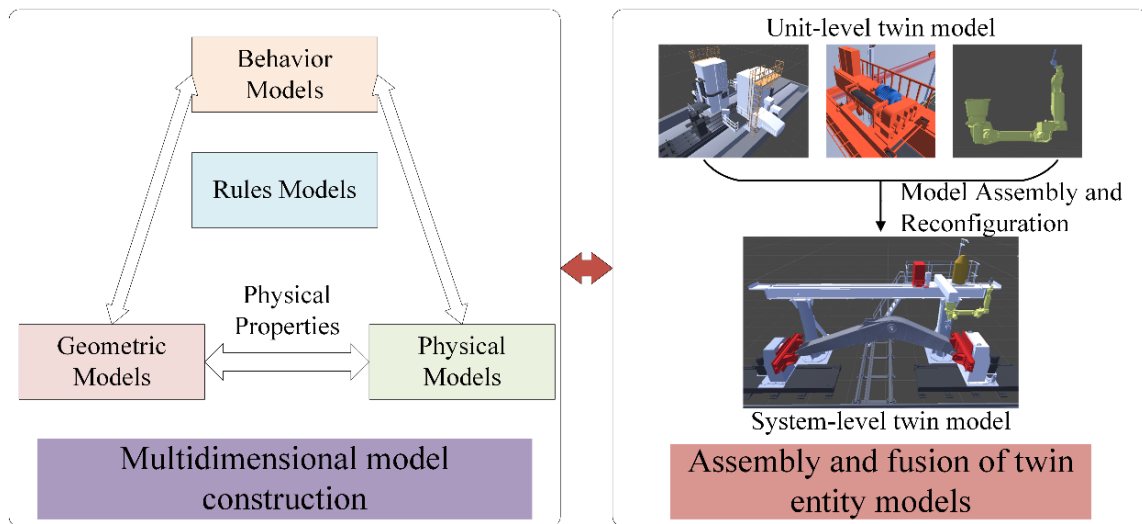 Behavior
Models
Rules Models
Physical
Properties
Geometric
Models
Physical
Models
Multidimensional model
construction
Unit-level twin model
Model Assembly and
Reconfiguration
System-level twin model
Assembly and fusion of twin
entity models